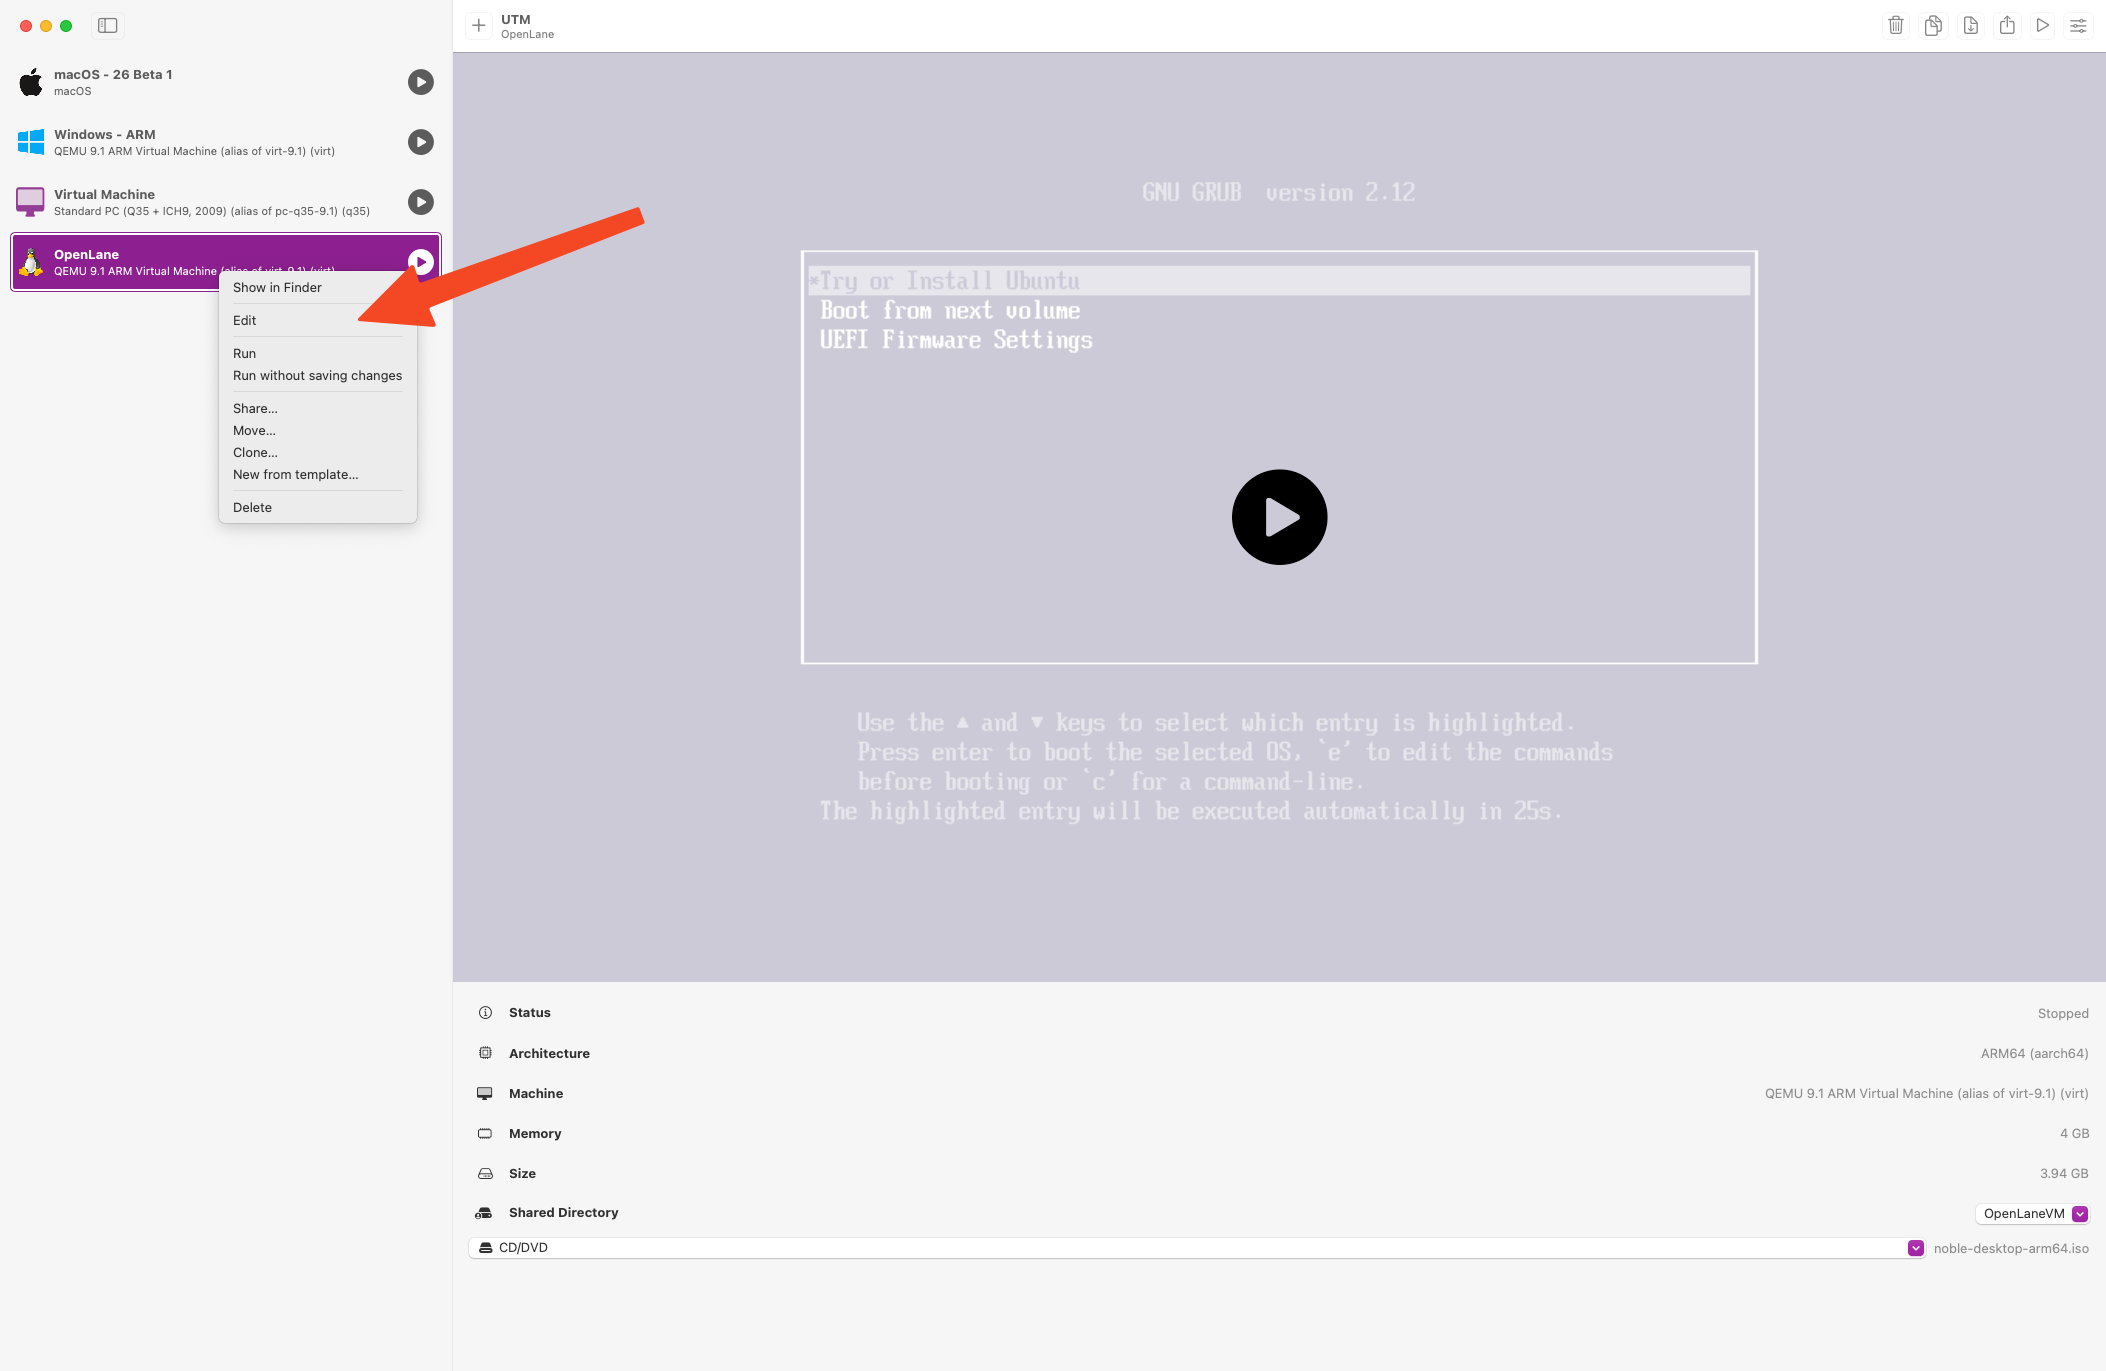 UTM
OpenLane
macOS - 26 Beta 1
macOS
Windows - ARM
QEMU 9.1 ARM Virtual Machine (alias of virt-9.1) (virt)
Virtual Machine
Standard PC (Q35 + ICH9, 2009) (alias of pc-q35-9.1) (q35)
OpenLane
QEMU 9.1 ARM Virtual Machine (alias of virt-9.1) (virt)
Show in Finder
Edit
Run
Run without saving changes
Share...
Move...
Clone...
New from template...
Delete
GNU GRUB version 2.12
*Try or Install Ubuntu
Boot from next volume
UEFI Firmware Settings
Use the ▲ and ▼ keys to select which entry is highlighted.
Press enter to boot the selected OS, `e' to edit the commands
before booting or `c' for a command-line.
The highlighted entry will be executed automatically in 25s.
Status Stopped
Architecture ARM64 (aarch64)
Machine QEMU 9.1 ARM Virtual Machine (alias of virt-9.1) (virt)
Memory 4 GB
Size 3.94 GB
Shared Directory OpenLaneVM
CD/DVD noble-desktop-arm64.iso